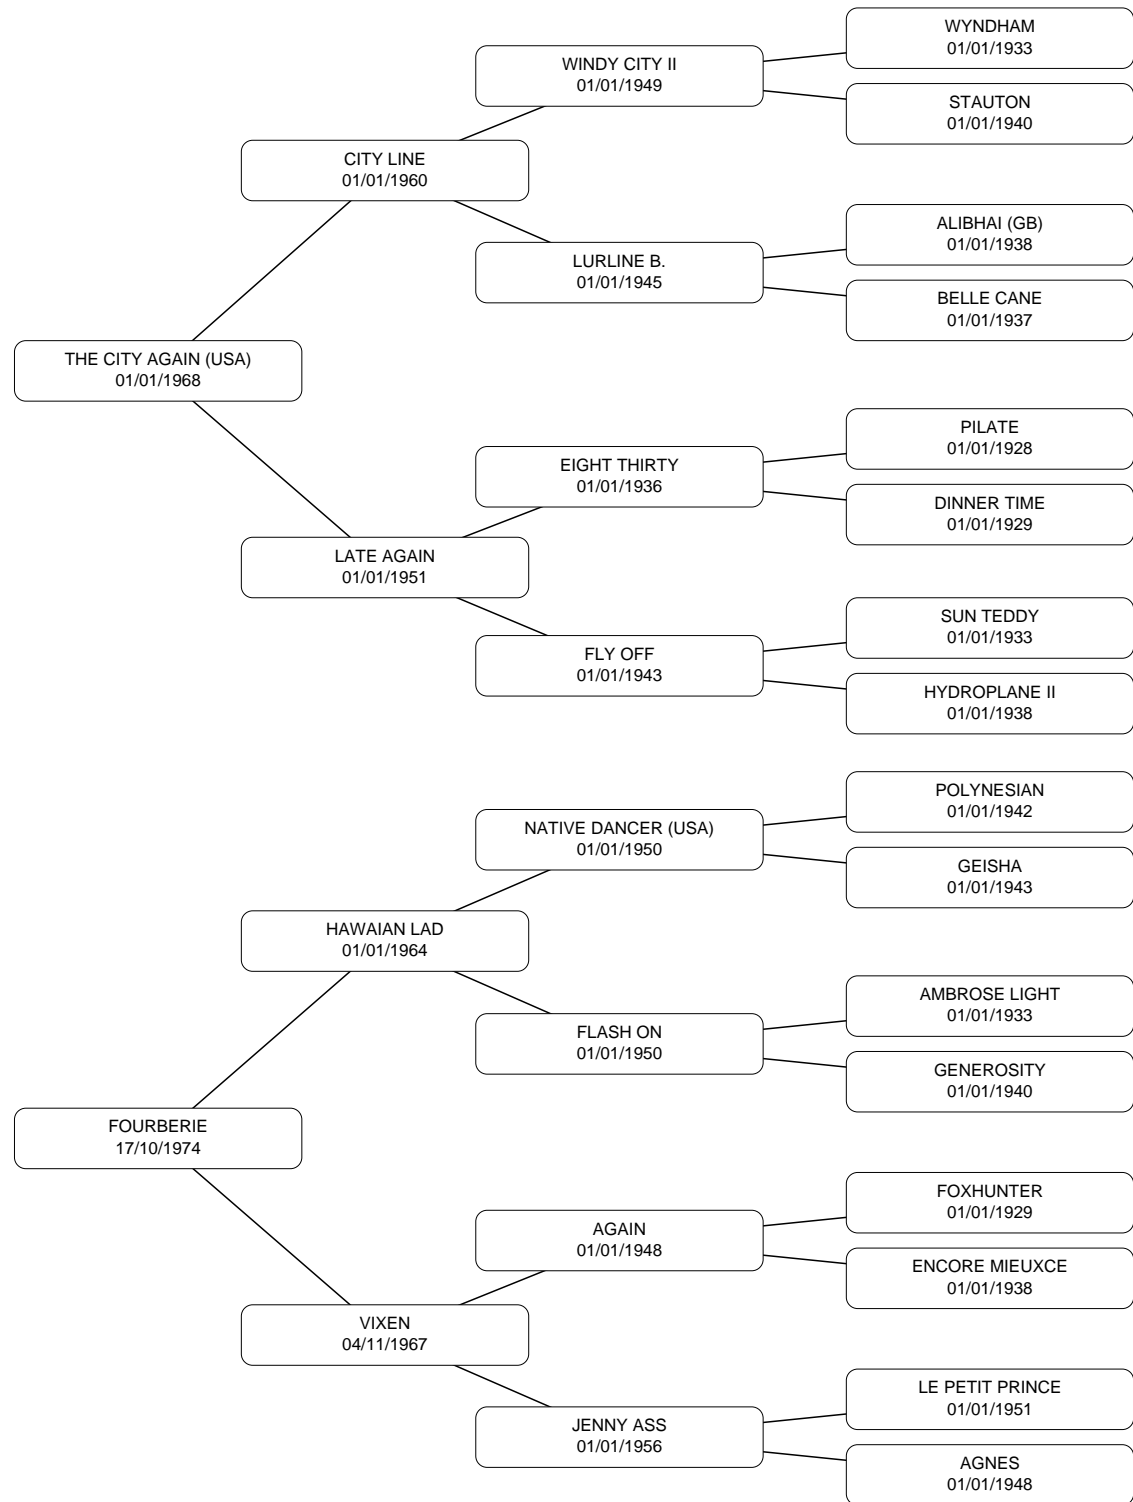 WYNDHAM
01/01/1933
WINDY CITY II
01/01/1949
STAUTON
01/01/1940
CITY LINE
01/01/1960
ALIBHAI (GB)
01/01/1938
LURLINE B.
01/01/1945
BELLE CANE
01/01/1937
THE CITY AGAIN (USA)
01/01/1968
PILATE
01/01/1928
EIGHT THIRTY
01/01/1936
DINNER TIME
01/01/1929
LATE AGAIN
01/01/1951
SUN TEDDY
01/01/1933
FLY OFF
01/01/1943
HYDROPLANE II
01/01/1938
POLYNESIAN
01/01/1942
NATIVE DANCER (USA)
01/01/1950
GEISHA
01/01/1943
HAWAIAN LAD
01/01/1964
AMBROSE LIGHT
01/01/1933
FLASH ON
01/01/1950
GENEROSITY
01/01/1940
FOURBERIE
17/10/1974
FOXHUNTER
01/01/1929
AGAIN
01/01/1948
ENCORE MIEUXCE
01/01/1938
VIXEN
04/11/1967
LE PETIT PRINCE
01/01/1951
JENNY ASS
01/01/1956
AGNES
01/01/1948